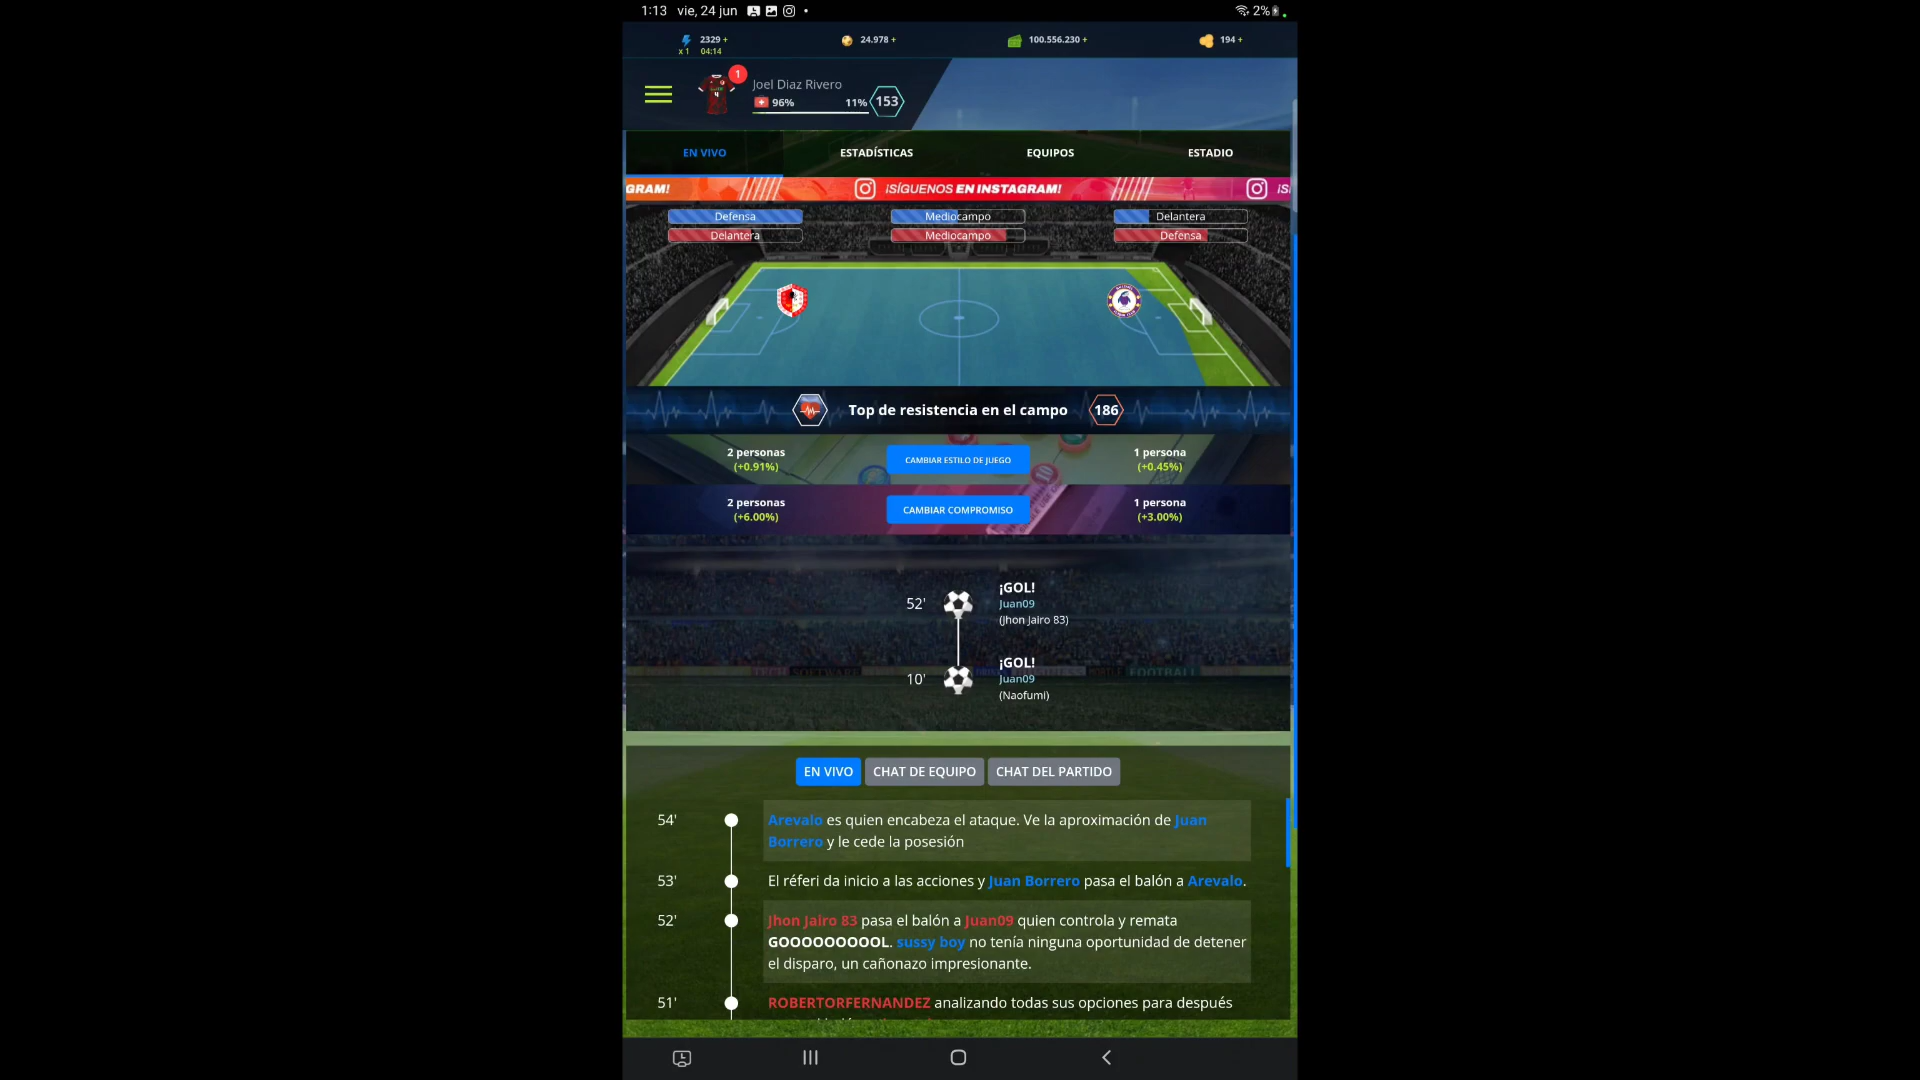 1:13 vie, 24 jun
2%
2329 +
x 1 04:14
24.978 +
100.556.230 +
194 +
1
Joel Diaz Rivero
96% 11% 153
EN VIVO ESTADÍSTICAS EQUIPOS ESTADIO
GRAM! ¡SÍGUENOS EN INSTAGRAM! ¡SÍ
Defensa Mediocampo Delantera
Delantera Mediocampo Defensa
Top de resistencia en el campo 186
2 personas CAMBIAR ESTILO DE JUEGO 1 persona
(+0.91%) (+0.45%)
2 personas CAMBIAR COMPROMISO 1 persona
(+6.00%) (+3.00%)
¡GOL!
52' Juan09
(Jhon Jairo 83)
¡GOL!
10' Juan09
(Naofumi)
EN VIVO CHAT DE EQUIPO CHAT DEL PARTIDO
54' Arevalo es quien encabeza el ataque. Ve la aproximación de Juan
Borrero y le cede la posesión
53' El réferi da inicio a las acciones y Juan Borrero pasa el balón a Arevalo.
52' Jhon Jairo 83 pasa el balón a Juan09 quien controla y remata
GOOOOOOOOOL. sussy boy no tenía ninguna oportunidad de detener
el disparo, un cañonazo impresionante.
51' ROBERTORFERNANDEZ analizando todas sus opciones para después